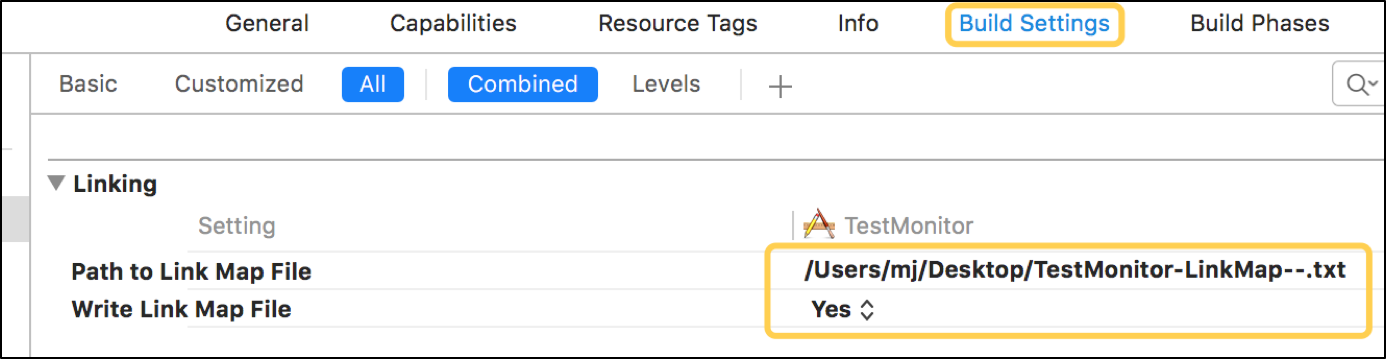 General Capabilities Resource Tags Info Build Settings Build Phases
Basic Customized All Combined Levels +
Linking
Setting TestMonitor
Path to Link Map File /Users/mj/Desktop/TestMonitor-LinkMap--.txt
Write Link Map File Yes